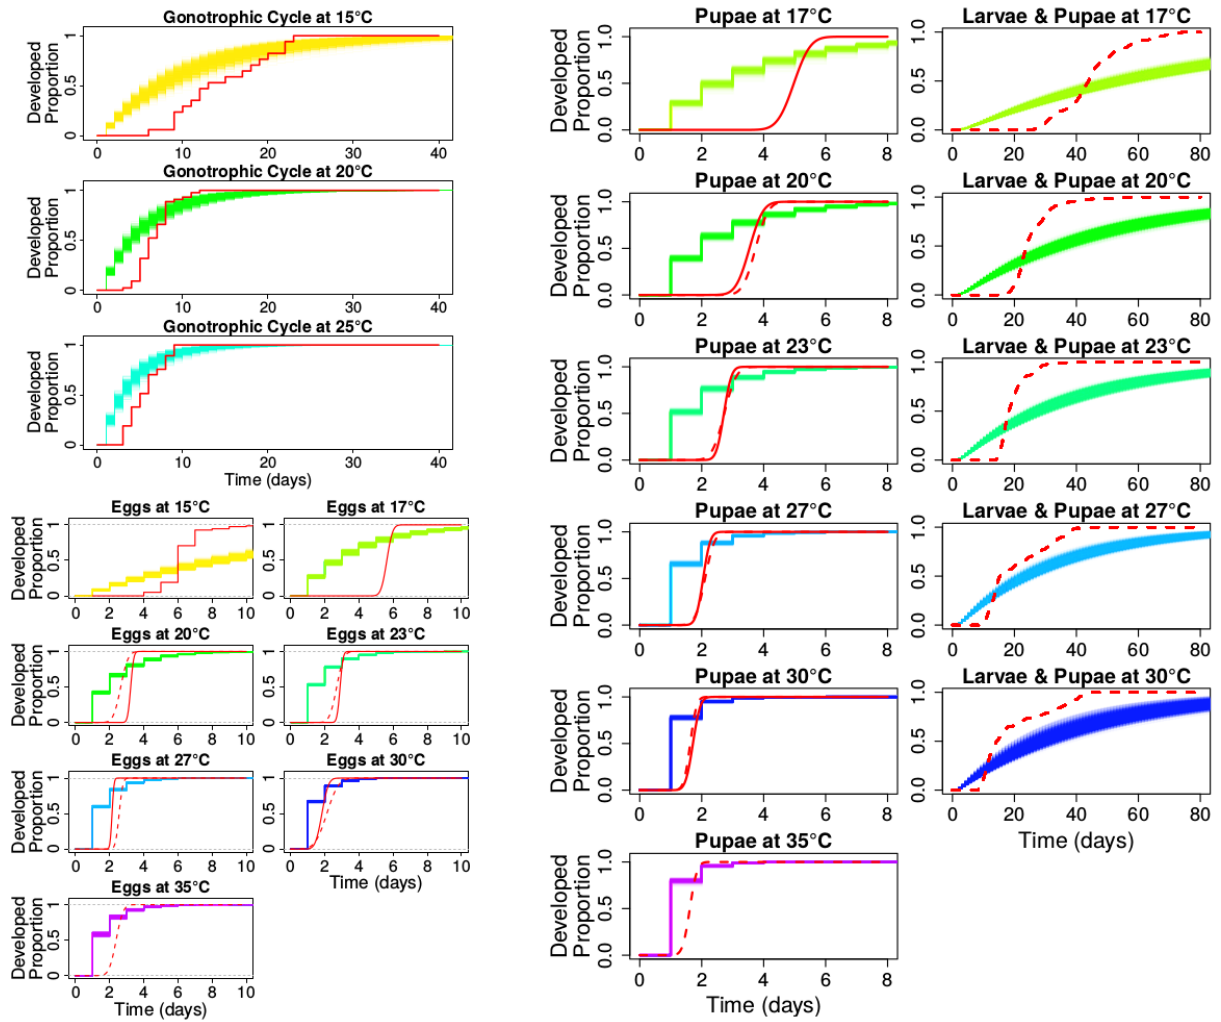 Gonotrophic Cycle at 15°C
Developed
Proportion
0 0.5 1
0 10 20 30 40
Gonotrophic Cycle at 20°C
Developed
Proportion
0 0.5 1
0 10 20 30 40
Gonotrophic Cycle at 25°C
Developed
Proportion
0 0.5 1
0 10 20 30 40
Time (days)
Eggs at 15°C
Developed
Proportion
0 0.5 1
0 2 4 6 8 10
Eggs at 17°C
0 0.5 1
0 2 4 6 8 10
Eggs at 20°C
Developed
Proportion
0 0.5 1
0 2 4 6 8 10
Eggs at 23°C
0 0.5 1
0 2 4 6 8 10
Eggs at 27°C
Developed
Proportion
0 0.5 1
0 2 4 6 8 10
Eggs at 30°C
0 0.5 1
0 2 4 6 8 10
Time (days)
Eggs at 35°C
Developed
Proportion
0 0.5 1
0 2 4 6 8 10
Time (days)
Pupae at 17°C
Developed
Proportion
0.0 0.5 1.0
0 2 4 6 8
Larvae & Pupae at 17°C
0.0 0.5 1.0
0 20 40 60 80
Pupae at 20°C
Developed
Proportion
0.0 0.5 1.0
0 2 4 6 8
Larvae & Pupae at 20°C
0.0 0.5 1.0
0 20 40 60 80
Pupae at 23°C
Developed
Proportion
0.0 0.5 1.0
0 2 4 6 8
Larvae & Pupae at 23°C
0.0 0.5 1.0
0 20 40 60 80
Pupae at 27°C
Developed
Proportion
0.0 0.5 1.0
0 2 4 6 8
Larvae & Pupae at 27°C
0.0 0.5 1.0
0 20 40 60 80
Pupae at 30°C
Developed
Proportion
0.0 0.5 1.0
0 2 4 6 8
Larvae & Pupae at 30°C
0.0 0.5 1.0
0 20 40 60 80
Time (days)
Pupae at 35°C
Developed
Proportion
0.0 0.5 1.0
0 2 4 6 8
Time (days)